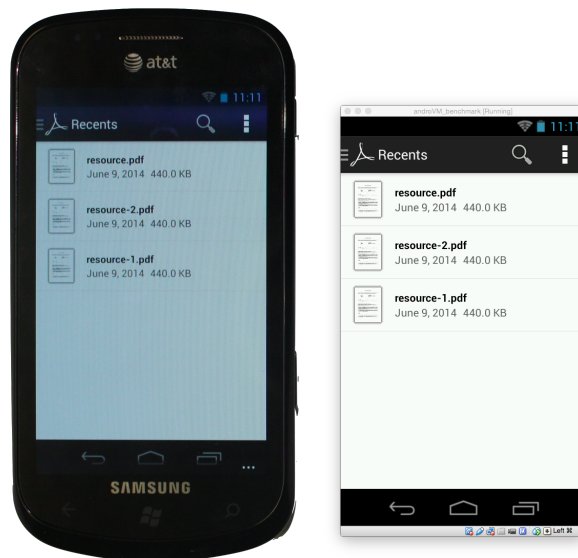 at&t
11:11
Recents
resource.pdf
June 9, 2014 440.0 KB
resource-2.pdf
June 9, 2014 440.0 KB
resource-1.pdf
June 9, 2014 440.0 KB
SAMSUNG
androVM_benchmark [Running]
11:11
Recents
resource.pdf
June 9, 2014 440.0 KB
resource-2.pdf
June 9, 2014 440.0 KB
resource-1.pdf
June 9, 2014 440.0 KB
Left ⌘